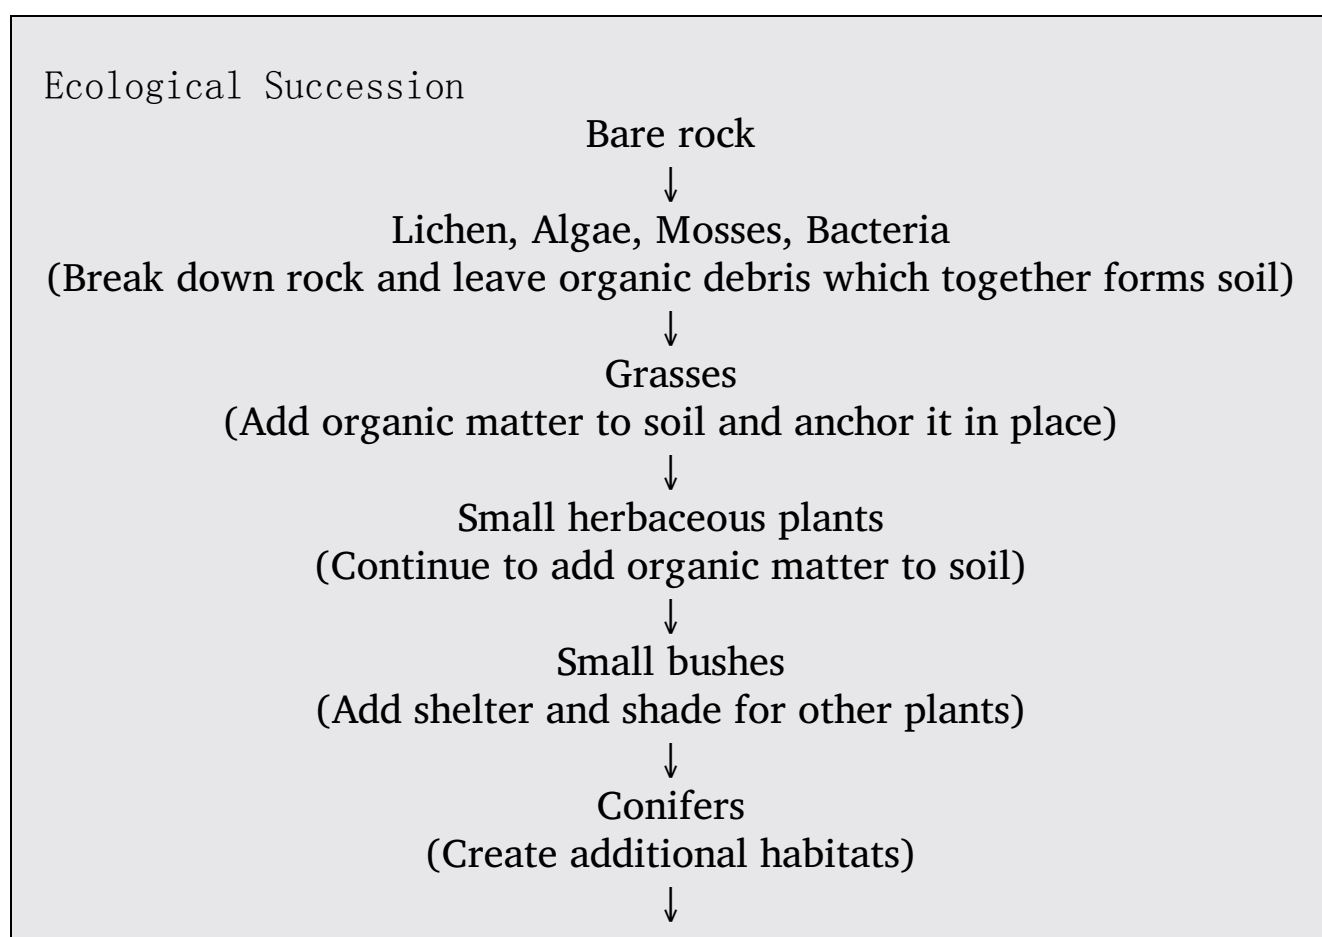 Ecological Succession
Bare rock
↓
Lichen, Algae, Mosses, Bacteria
(Break down rock and leave organic debris which together forms soil)
↓
Grasses
(Add organic matter to soil and anchor it in place)
↓
Small herbaceous plants
(Continue to add organic matter to soil)
↓
Small bushes
(Add shelter and shade for other plants)
↓
Conifers
(Create additional habitats)
↓